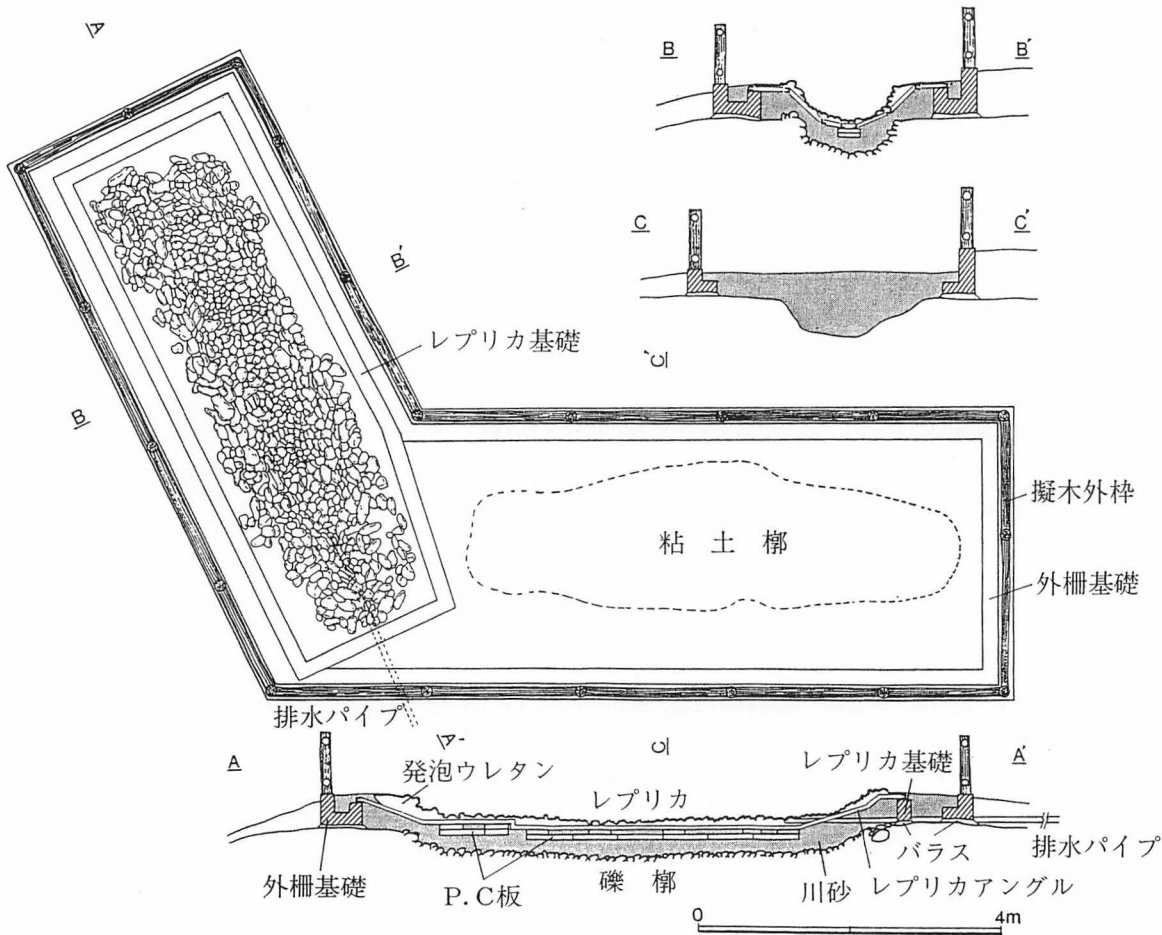 A
B
B′
C
C′
レプリカ基礎
B′
B
C′
粘土廓
擬木外枠
外柵基礎
排水パイプ
A′
C
A
A′
発泡ウレタン
レプリカ
レプリカ基礎
外柵基礎
P.C板
礫廓
川砂
バラス
レプリカアングル
排水パイプ
0
4m